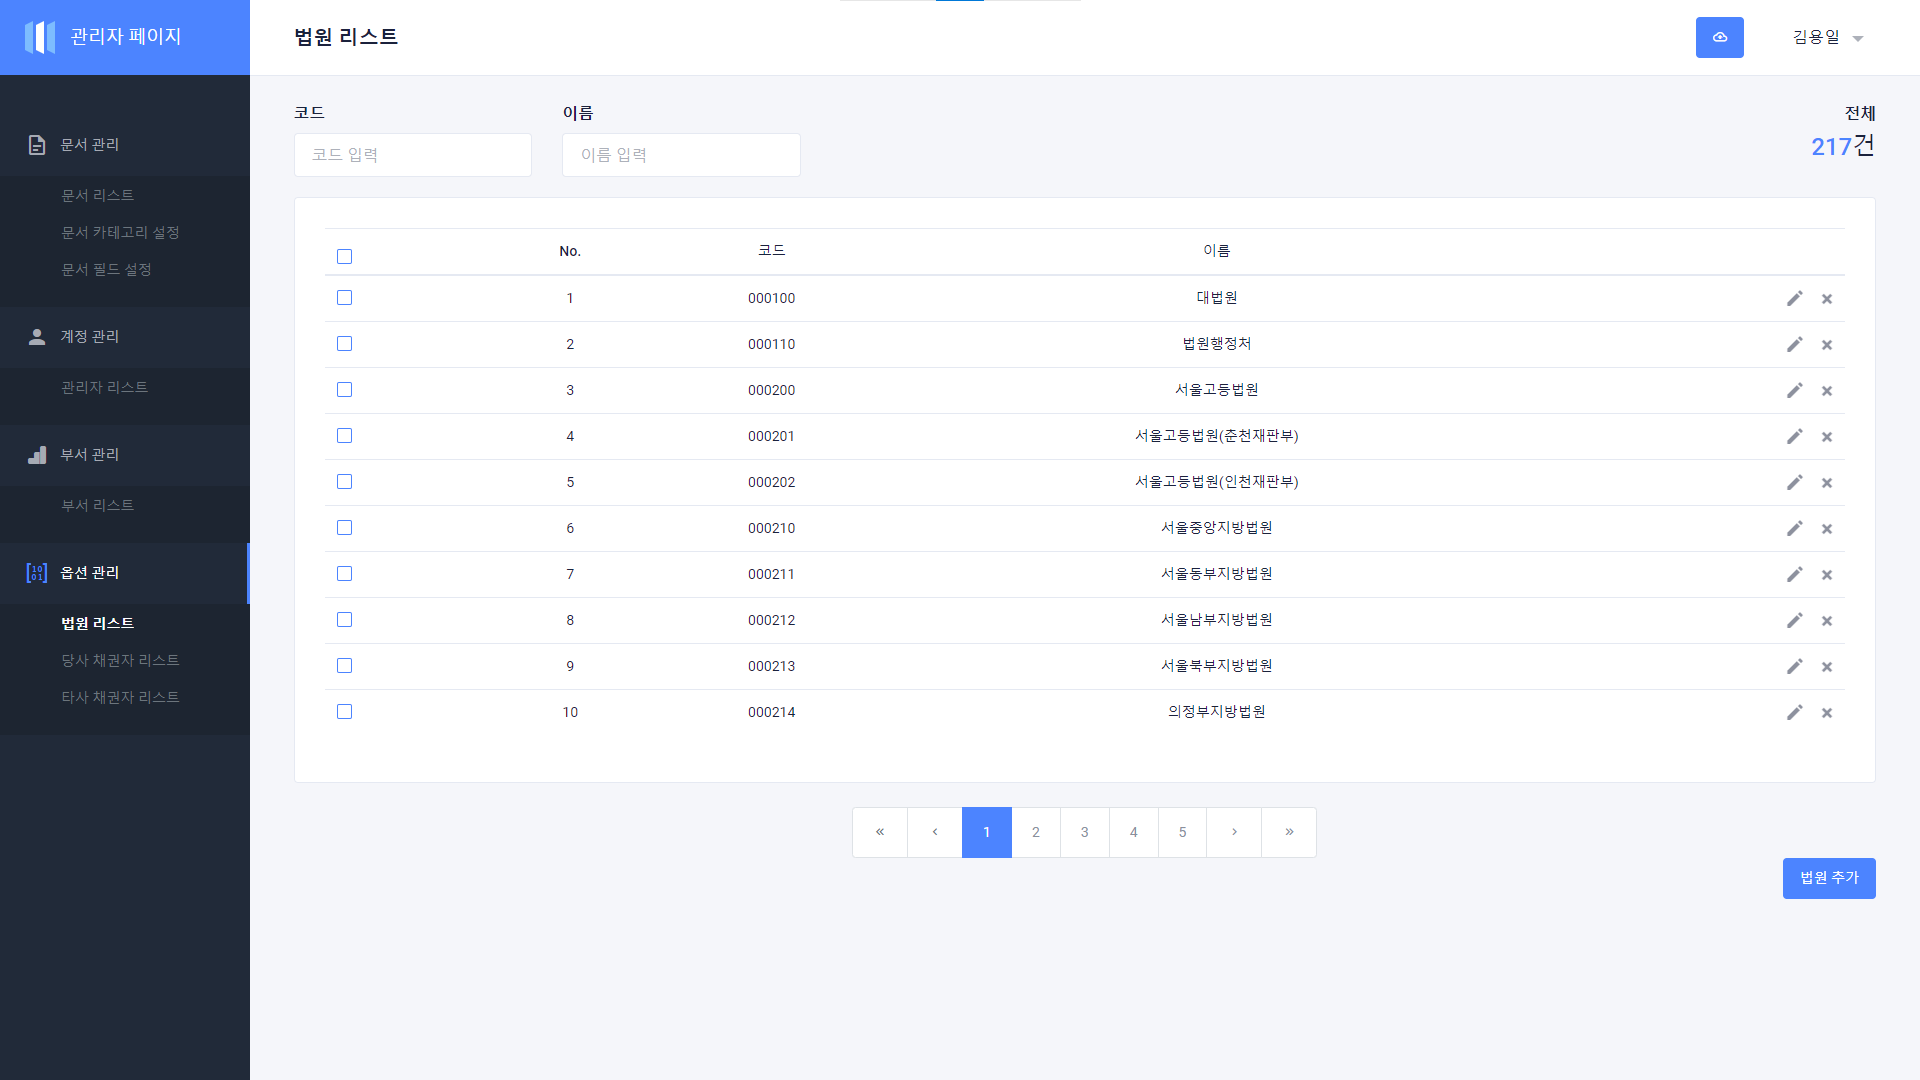 관리자 페이지
법원 리스트
김용일
문서 관리
문서 리스트
문서 카테고리 설정
문서 필드 설정
계정 관리
관리자 리스트
부서 관리
부서 리스트
옵션 관리
법원 리스트
당사 채권자 리스트
타사 채권자 리스트
코드
이름
전체
코드 입력
이름 입력
217건
No. 코드 이름
1 000100 대법원
2 000110 법원행정처
3 000200 서울고등법원
4 000201 서울고등법원(춘천재판부)
5 000202 서울고등법원(인천재판부)
6 000210 서울중앙지방법원
7 000211 서울동부지방법원
8 000212 서울남부지방법원
9 000213 서울북부지방법원
10 000214 의정부지방법원
« ‹ 1 2 3 4 5 › »
법원 추가